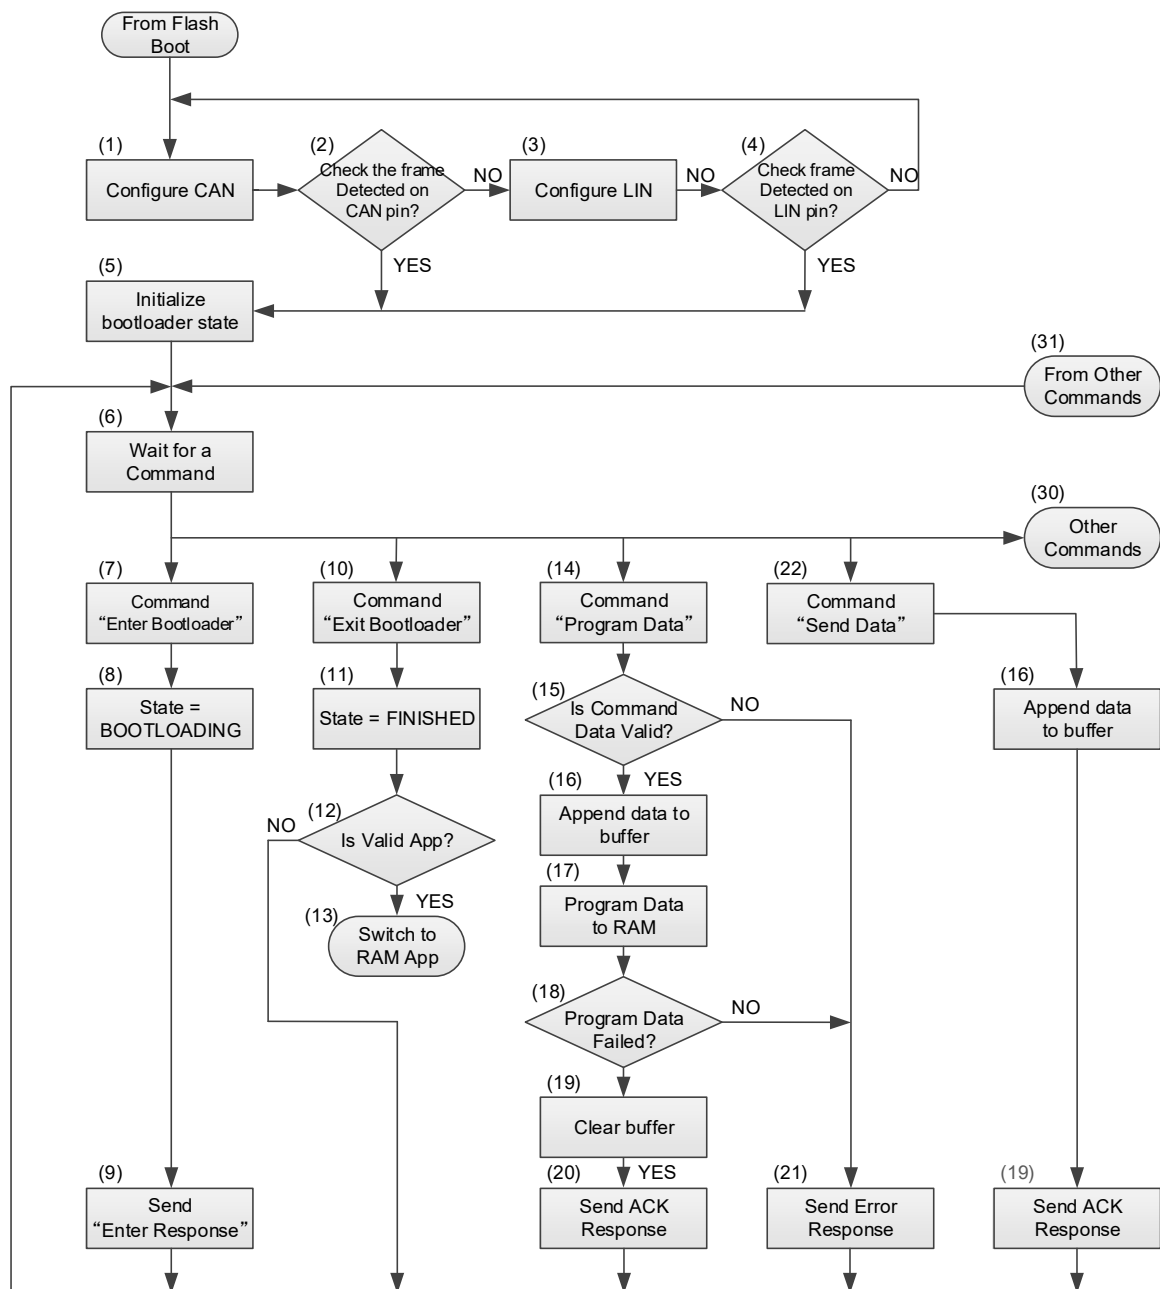 From Flash
Boot
(1)
Configure CAN
(2)
Check the frame
Detected on
CAN pin?
NO
YES
(3)
Configure LIN
NO
(4)
Check frame
Detected on
LIN pin?
NO
YES
(5)
Initialize
bootloader state
(31)
From Other
Commands
(6)
Wait for a
Command
(30)
Other
Commands
(7)
Command
“Enter Bootloader”
(8)
State =
BOOTLOADING
(9)
Send
“Enter Response”
(10)
Command
“Exit Bootloader”
(11)
State = FINISHED
(12)
Is Valid App?
NO
YES
(13)
Switch to
RAM App
(14)
Command
“Program Data”
(15)
Is Command
Data Valid?
NO
YES
(16)
Append data to
buffer
(17)
Program Data
to RAM
(18)
Program Data
Failed?
NO
(19)
Clear buffer
YES
(20)
Send ACK
Response
(21)
Send Error
Response
(22)
Command
“Send Data”
(16)
Append data
to buffer
(19)
Send ACK
Response